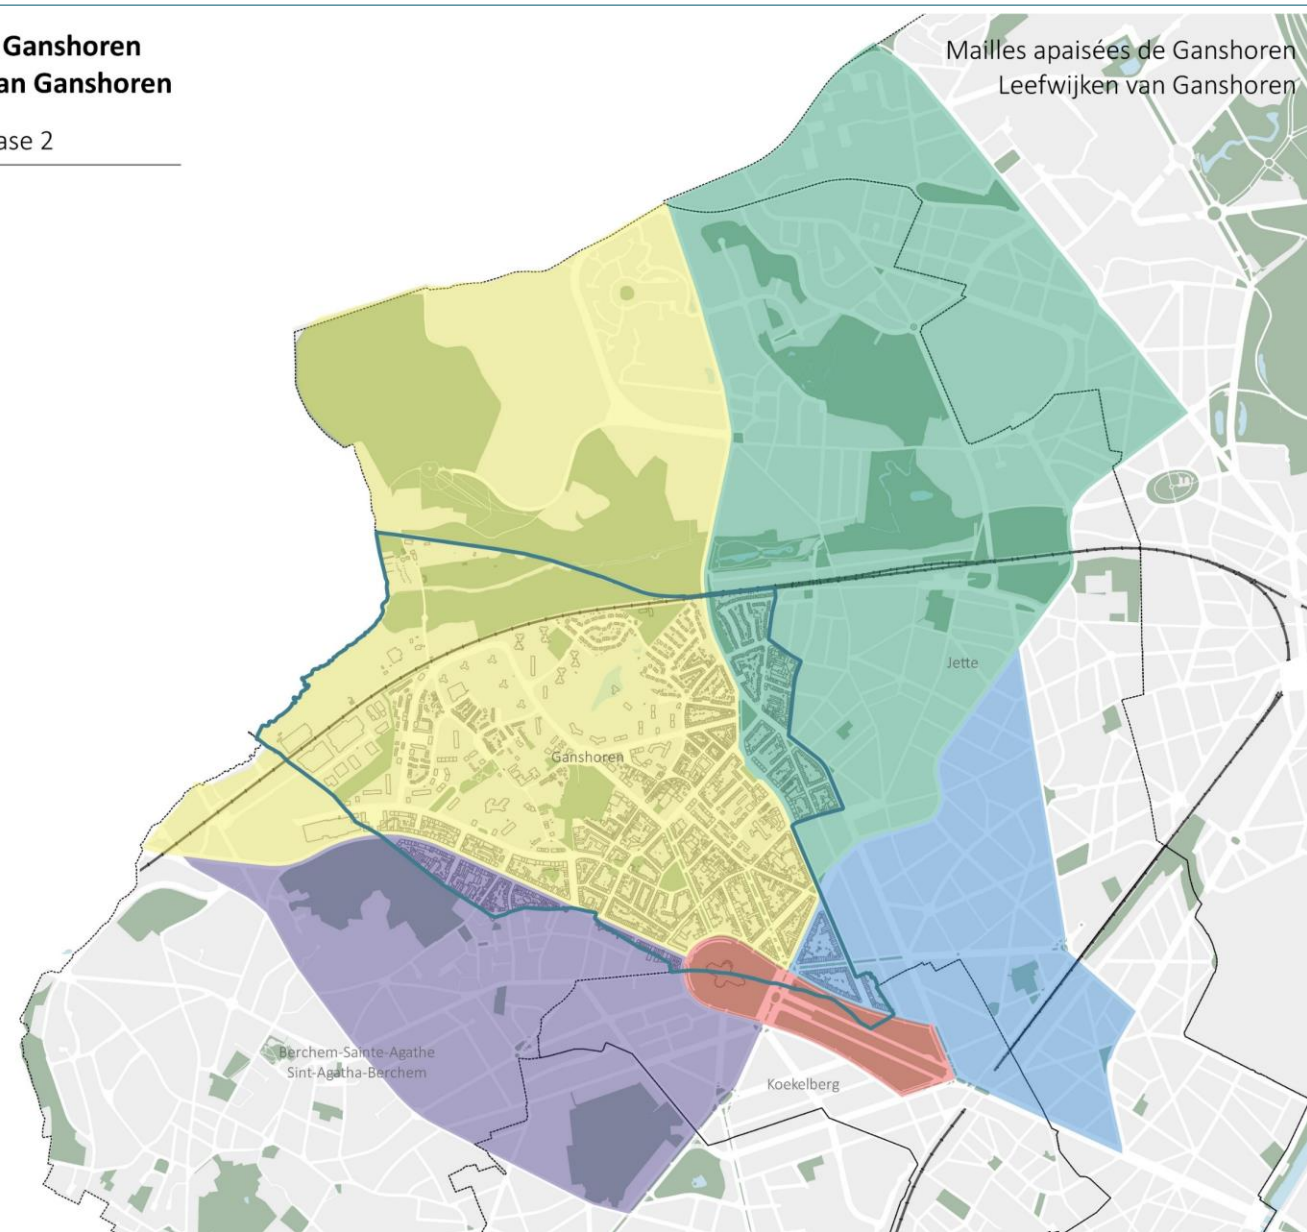 Ganshoren
an Ganshoren
ase 2
Mailles apaisées de Ganshoren
Leefwijken van Ganshoren
Jette
Ganshoren
Berchem-Sainte-Agathe
Sint-Agatha-Berchem
Koekelberg